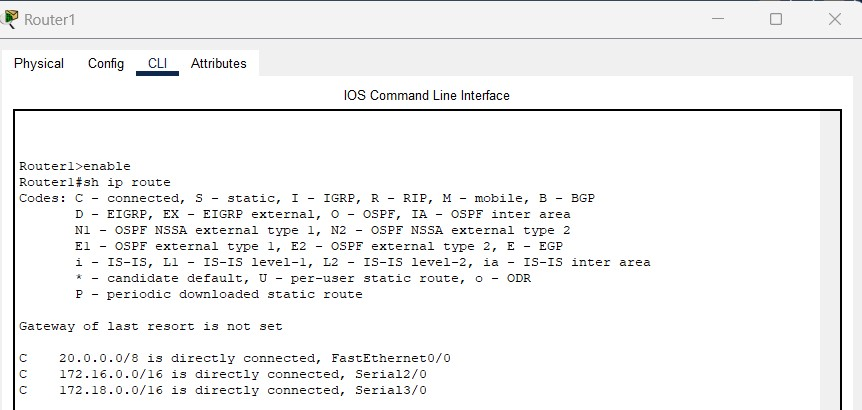 Router1
Physical Config CLI Attributes
IOS Command Line Interface
Router1>enable
Router1#sh ip route
Codes: C - connected, S - static, I - IGRP, R - RIP, M - mobile, B - BGP
       D - EIGRP, EX - EIGRP external, O - OSPF, IA - OSPF inter area
       N1 - OSPF NSSA external type 1, N2 - OSPF NSSA external type 2
       E1 - OSPF external type 1, E2 - OSPF external type 2, E - EGP
       i - IS-IS, L1 - IS-IS level-1, L2 - IS-IS level-2, ia - IS-IS inter area
       * - candidate default, U - per-user static route, o - ODR
       P - periodic downloaded static route
Gateway of last resort is not set
C    20.0.0.0/8 is directly connected, FastEthernet0/0
C    172.16.0.0/16 is directly connected, Serial2/0
C    172.18.0.0/16 is directly connected, Serial3/0